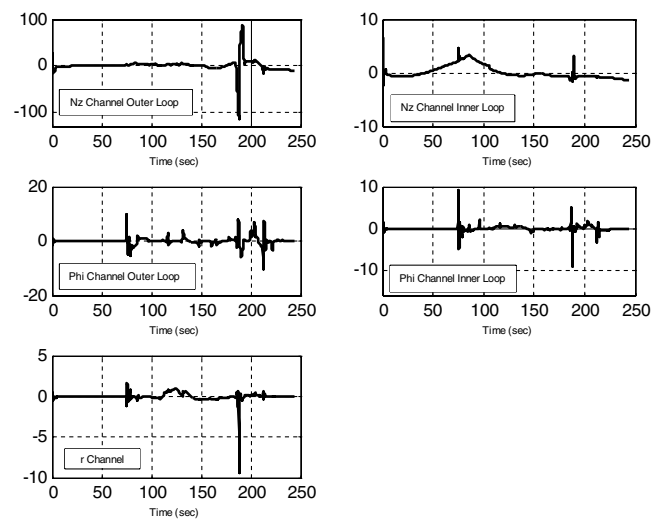 100
0
-100
Nz Channel Outer Loop
0 50 100 150 200 250
Time (sec)
10
0
-10
Nz Channel Inner Loop
0 50 100 150 200 250
Time (sec)
20
0
-20
Phi Channel Outer Loop
0 50 100 150 200 250
Time (sec)
10
0
-10
Phi Channel Inner Loop
0 50 100 150 200 250
Time (sec)
5
0
-5
-10
r Channel
0 50 100 150 200 250
Time (sec)